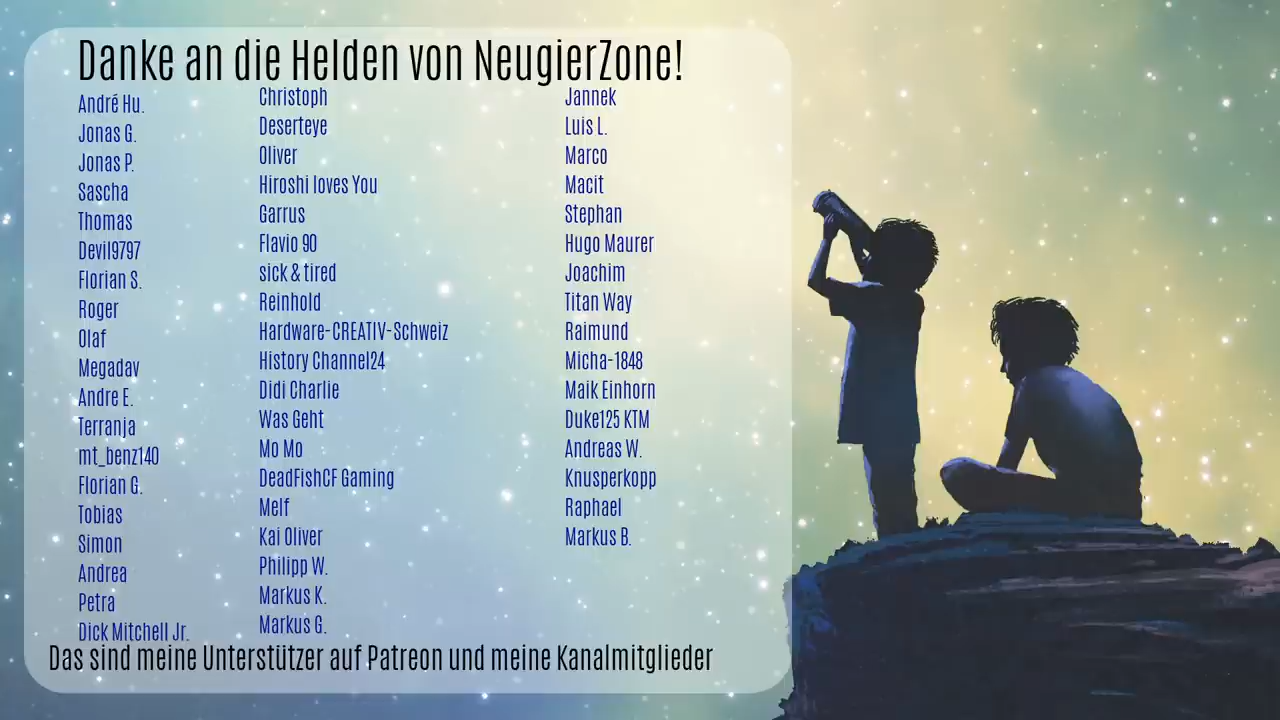 Danke an die Helden von NeugierZone!
André Hu.
Jonas G.
Jonas P.
Sascha
Thomas
Devil9797
Florian S.
Roger
Olaf
Megadav
Andre E.
Terranja
mt_benz140
Florian G.
Tobias
Simon
Andrea
Petra
Dick Mitchell Jr.
Christoph
Deserteye
Oliver
Hiroshi loves You
Garrus
Flavio 90
sick & tired
Reinhold
Hardware-CREATIV-Schweiz
History Channel24
Didi Charlie
Was Geht
Mo Mo
DeadFishCF Gaming
Melf
Kai Oliver
Philipp W.
Markus K.
Markus G.
Jannek
Luis L.
Marco
Macit
Stephan
Hugo Maurer
Joachim
Titan Way
Raimund
Micha-1848
Maik Einhorn
Duke125 KTM
Andreas W.
Knusperkopp
Raphael
Markus B.
Das sind meine Unterstützer auf Patreon und meine Kanalmitglieder